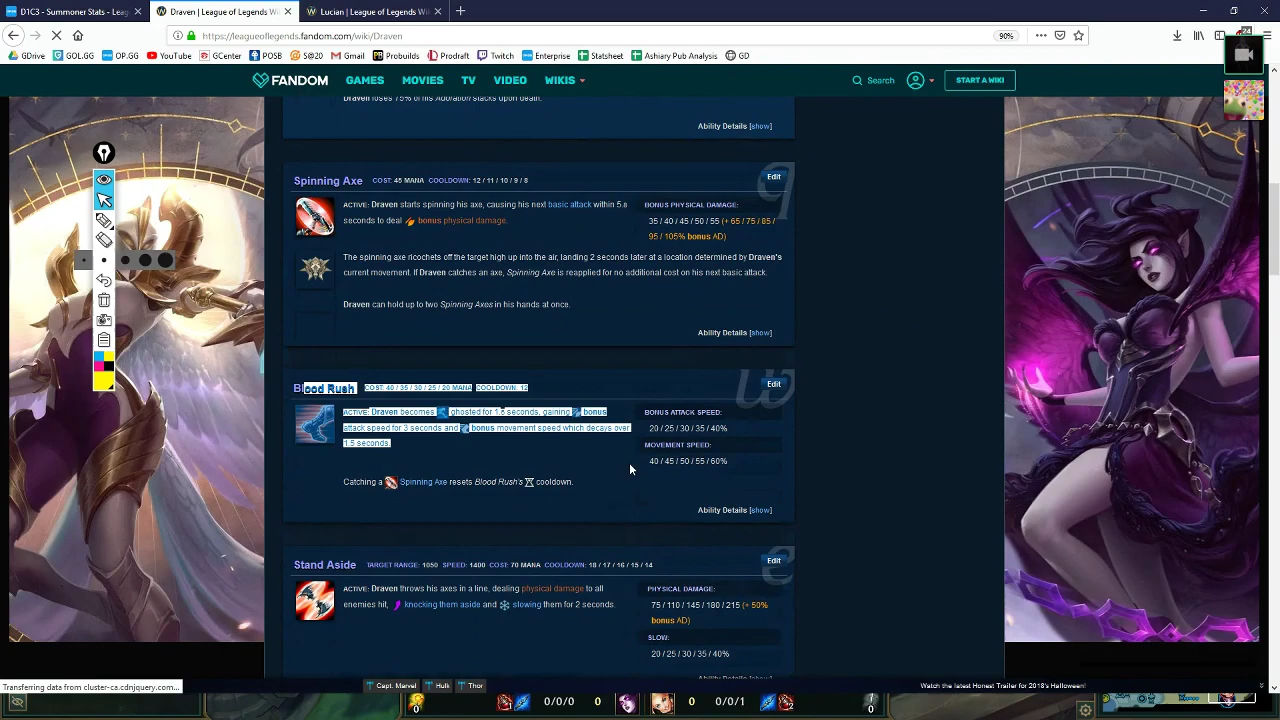 D1C3 - Summoner Stats - Leag
Draven | League of Legends Wi
Lucian | League of Legends Wiki
https://leagueoflegends.fandom.com/wiki/Draven
90%
24
GDrive
GOL.GG
OP.GG
YouTube
GCenter
POSB
S@20
Gmail
Probuilds
Prodraft
Twitch
Enterprise
Statsheet
Ashiary Population
GD
FANDOM
GAMES
MOVIES
TV
VIDEO
WIKIS
Search
START A WIKI
Draven loses 75% of his Adoration stacks upon death.
Ability Details [show]
Spinning Axe COST: 45 MANA COOLDOWN: 12 / 11 / 10 / 9 / 8
Edit
q
ACTIVE: Draven starts spinning his axe, causing his next basic attack within 5.8
seconds to deal bonus physical damage.
BONUS PHYSICAL DAMAGE:
35 / 40 / 45 / 50 / 55 (+ 65 / 75 / 85 /
95 / 105% bonus AD)
The spinning axe ricochets off the target high up into the air, landing 2 seconds later at a location determined by Draven's
current movement. If Draven catches an axe, Spinning Axe is reapplied for no additional cost on his next basic attack.
Draven can hold up to two Spinning Axes in his hands at once.
Ability Details [show]
Blood Rush COST: 40 / 35 / 30 / 25 / 20 MANA COOLDOWN: 12
Edit
w
ACTIVE: Draven becomes ghosted for 1.5 seconds, gaining bonus
attack speed for 3 seconds and bonus movement speed which decays over
1.5 seconds.
BONUS ATTACK SPEED:
20 / 25 / 30 / 35 / 40%
MOVEMENT SPEED:
40 / 45 / 50 / 55 / 60%
Catching a Spinning Axe resets Blood Rush's cooldown.
Ability Details [show]
Stand Aside TARGET RANGE: 1050 SPEED: 1400 COST: 70 MANA COOLDOWN: 18 / 17 / 16 / 15 / 14
Edit
e
ACTIVE: Draven throws his axes in a line, dealing physical damage to all
enemies hit, knocking them aside and slowing them for 2 seconds.
PHYSICAL DAMAGE:
75 / 110 / 145 / 180 / 215 (+ 50%
bonus AD)
SLOW:
20 / 25 / 30 / 35 / 40%
Transferring data from cluster-ca.cdnjquery.com...
Capt. Marvel
Hulk
Thor
Watch the latest Honest Trailer for 2018's Halloween!
0
0/0/0
0
0
0/0/1
0